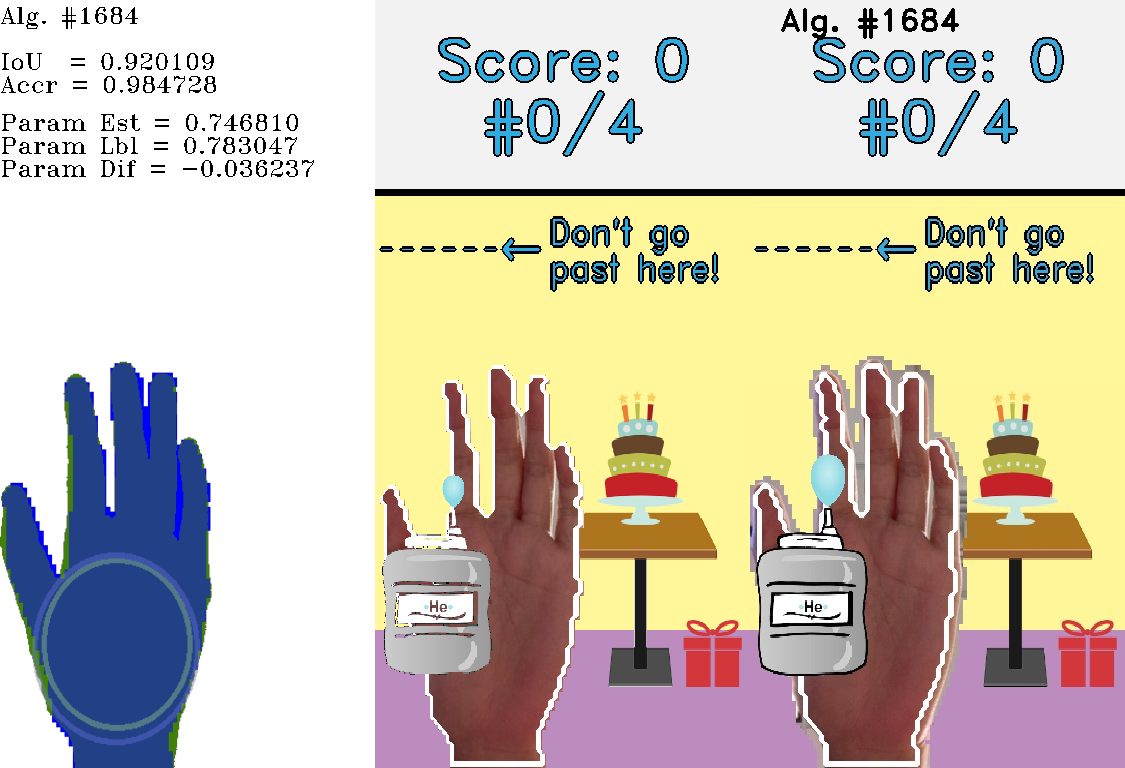 Alg. #1684
IoU = 0.920109
Accr = 0.984728
Param Est = 0.746810
Param Lbl = 0.783047
Param Dif = −0.036237
Score: 0
#0/4
Don't go
past here!
He
Alg. #1684
Score: 0
#0/4
Don't go
past here!
He